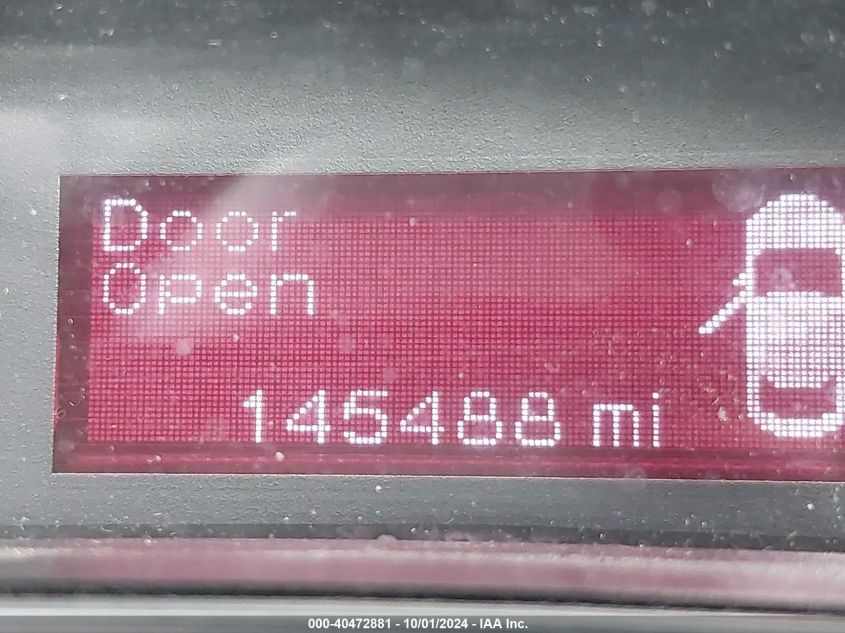 Door
Open
145488 mi
000-40472881 - 10/01/2024 - IAA Inc.